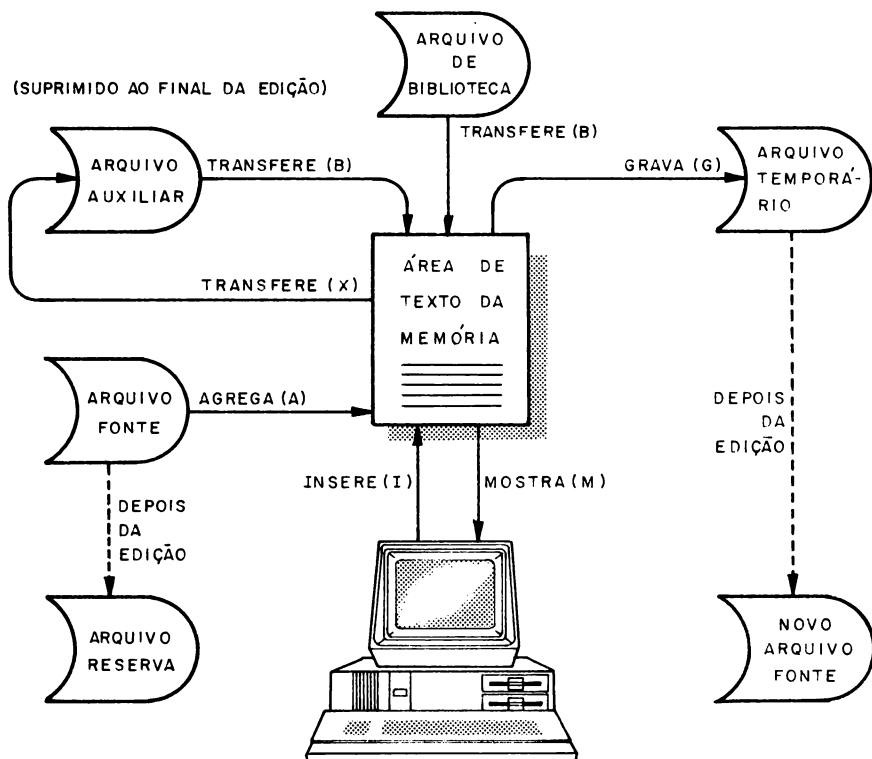 ARQUIVO
DE
BIBLIOTECA
(SUPRIMIDO AO FINAL DA EDIÇÃO)
TRANSFERE (B)
ARQUIVO
AUXILIAR
TRANSFERE (B)
GRAVA (G)
ARQUIVO
TEMPORÁ-
RIO
TRANSFERE (X)
ÁREA DE
TEXTO DA
MEMÓRIA
ARQUIVO
FONTE
AGREGA (A)
DEPOIS
DA
EDIÇÃO
INSERE (I)
MOSTRA (M)
DEPOIS
DA
EDIÇÃO
ARQUIVO
RESERVA
NOVO
ARQUIVO
FONTE